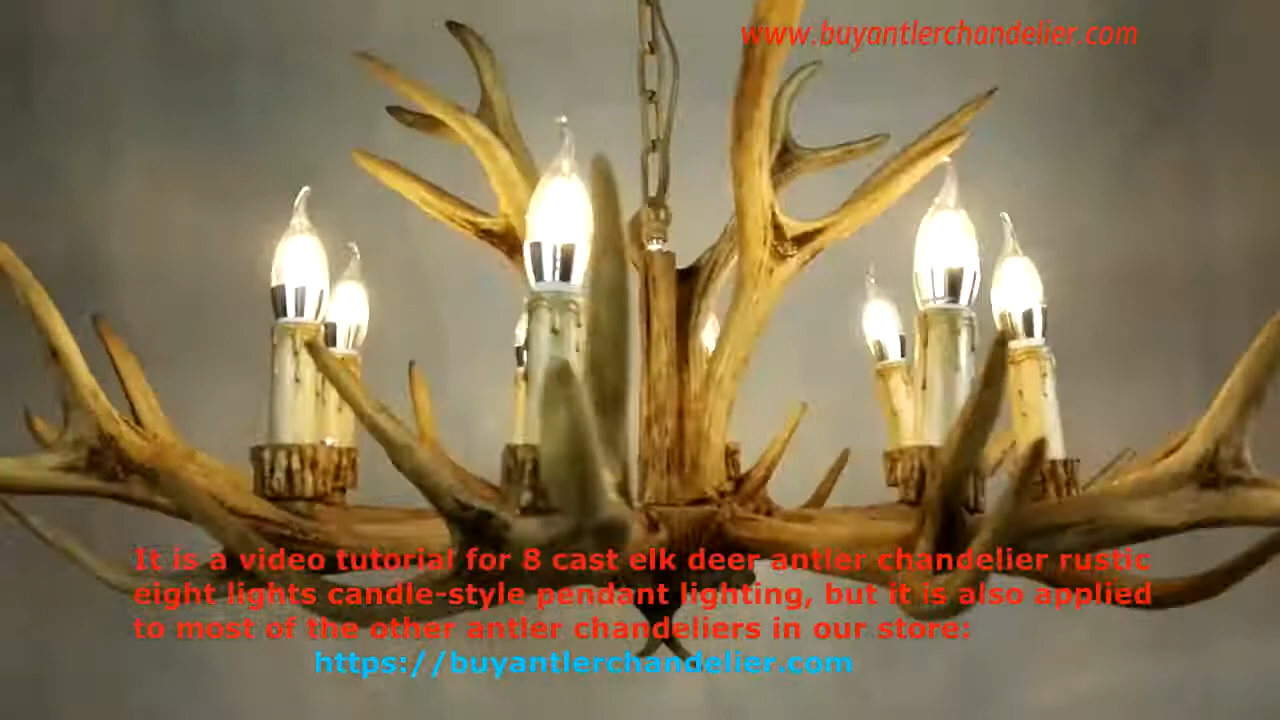 www.buyantlerchandelier.com
It is a video tutorial for 8 cast elk deer antler chandelier rustic
eight lights candle-style pendant lighting, but it is also applied
to most of the other antler chandeliers in our store:
https://buyantlerchandelier.com